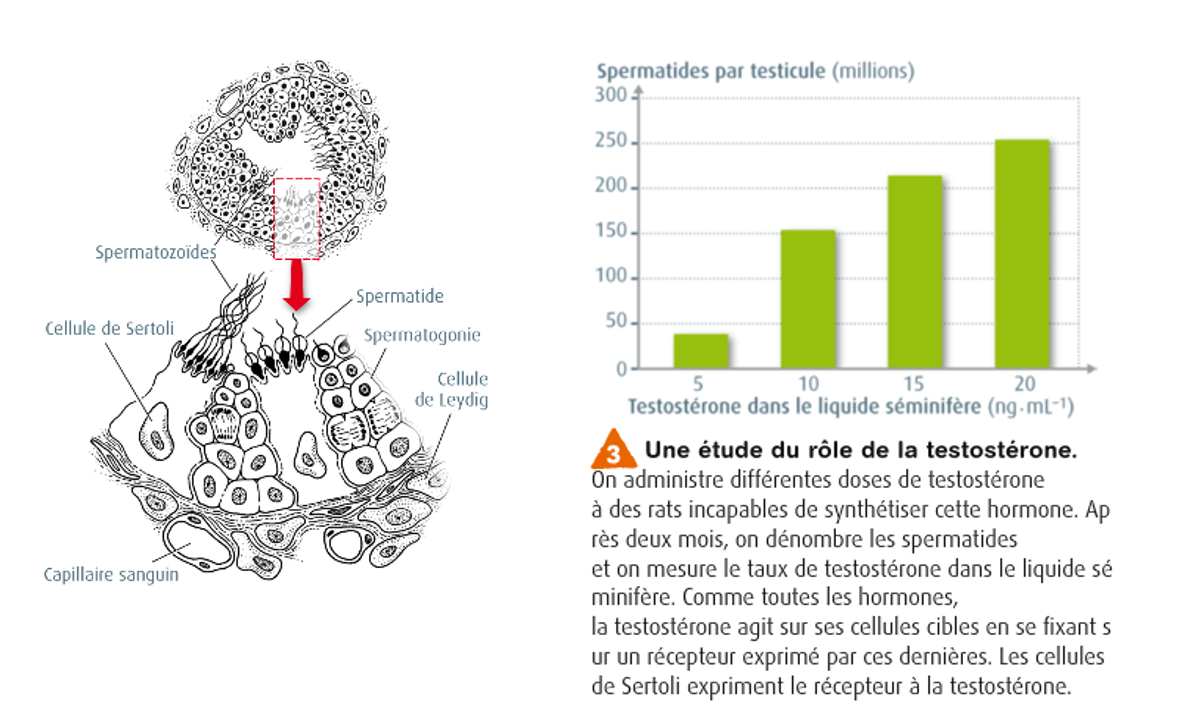 Spermatozoïdes
Spermatide
Cellule de Sertoli
Spermatogonie
Cellule
de Leydig
Capillaire sanguin
Spermatides par testicule (millions)
300
250
200
150
100
50
0
5 10 15 20
Testostérone dans le liquide séminifère (ng·mL⁻¹)
3 Une étude du rôle de la testostérone.
On administre différentes doses de testostérone
à des rats incapables de synthétiser cette hormone. Ap
rès deux mois, on dénombre les spermatides
et on mesure le taux de testostérone dans le liquide sé
minifère. Comme toutes les hormones,
la testostérone agit sur ses cellules cibles en se fixant s
ur un récepteur exprimé par ces dernières. Les cellules
de Sertoli expriment le récepteur à la testostérone.